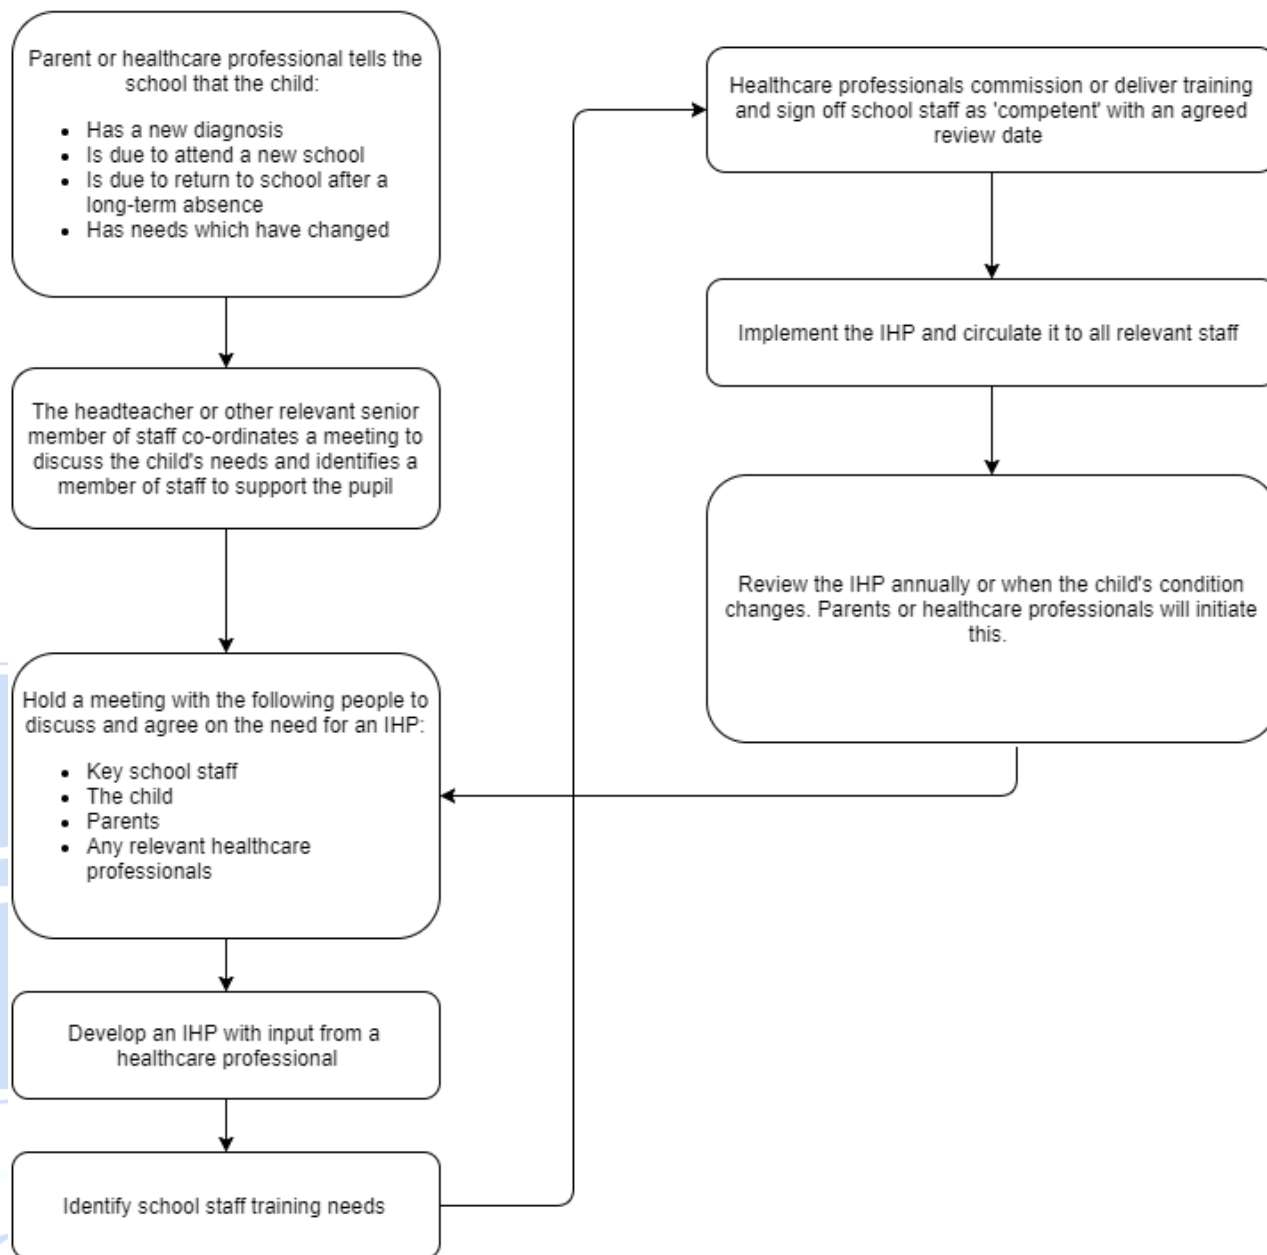 Parent or healthcare professional tells the
school that the child:
• Has a new diagnosis
• Is due to attend a new school
• Is due to return to school after a
long-term absence
• Has needs which have changed
The headteacher or other relevant senior
member of staff co-ordinates a meeting to
discuss the child's needs and identifies a
member of staff to support the pupil
Hold a meeting with the following people to
discuss and agree on the need for an IHP:
• Key school staff
• The child
• Parents
• Any relevant healthcare
professionals
Develop an IHP with input from a
healthcare professional
Identify school staff training needs
Healthcare professionals commission or deliver training
and sign off school staff as 'competent' with an agreed
review date
Implement the IHP and circulate it to all relevant staff
Review the IHP annually or when the child's condition
changes. Parents or healthcare professionals will initiate
this.